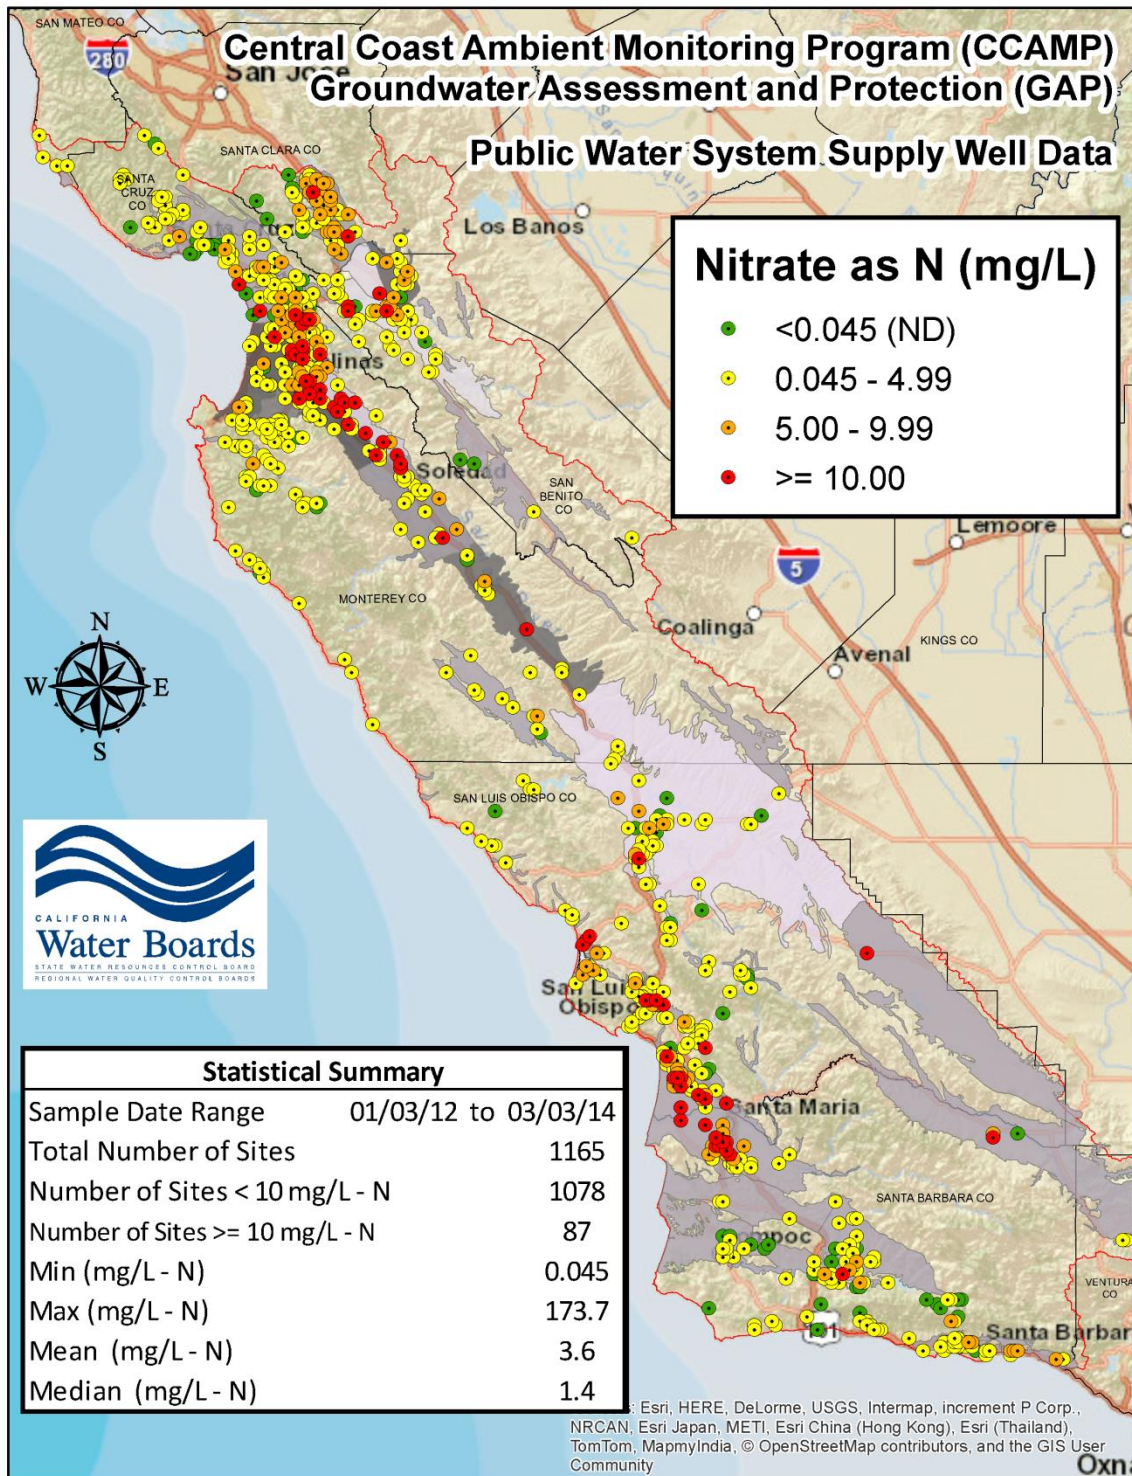 SAN MATEO CO
280
San Jose
Central Coast Ambient Monitoring Program (CCAMP)
Groundwater Assessment and Protection (GAP)
Public Water System Supply Well Data
SANTA CLARA CO
SANTA
CRUZ
CO
Los Banos
Nitrate as N (mg/L)
<0.045 (ND)
0.045 - 4.99
5.00 - 9.99
>= 10.00
linas
Soledad
SAN
BENITO
CO
Lemoore
5
MONTEREY CO
Coalinga
KINGS CO
Avenal
N
W
E
S
SAN LUIS OBISPO CO
CALIFORNIA
Water Boards
STATE WATER RESOURCES CONTROL BOARD
REGIONAL WATER QUALITY CONTROL BOARDS
San Luis
Obispo
Santa Maria
Statistical Summary
Sample Date Range 01/03/12 to 03/03/14
Total Number of Sites 1165
Number of Sites < 10 mg/L - N 1078
Number of Sites >= 10 mg/L - N 87
Min (mg/L - N) 0.045
Max (mg/L - N) 173.7
Mean (mg/L - N) 3.6
Median (mg/L - N) 1.4
SANTA BARBARA CO
mpoc
VENTURA
CO
101
Santa Barbar
: Esri, HERE, DeLorme, USGS, Intermap, increment P Corp.,
NRCAN, Esri Japan, METI, Esri China (Hong Kong), Esri (Thailand),
TomTom, MapmyIndia, © OpenStreetMap contributors, and the GIS User
Community
Oxna